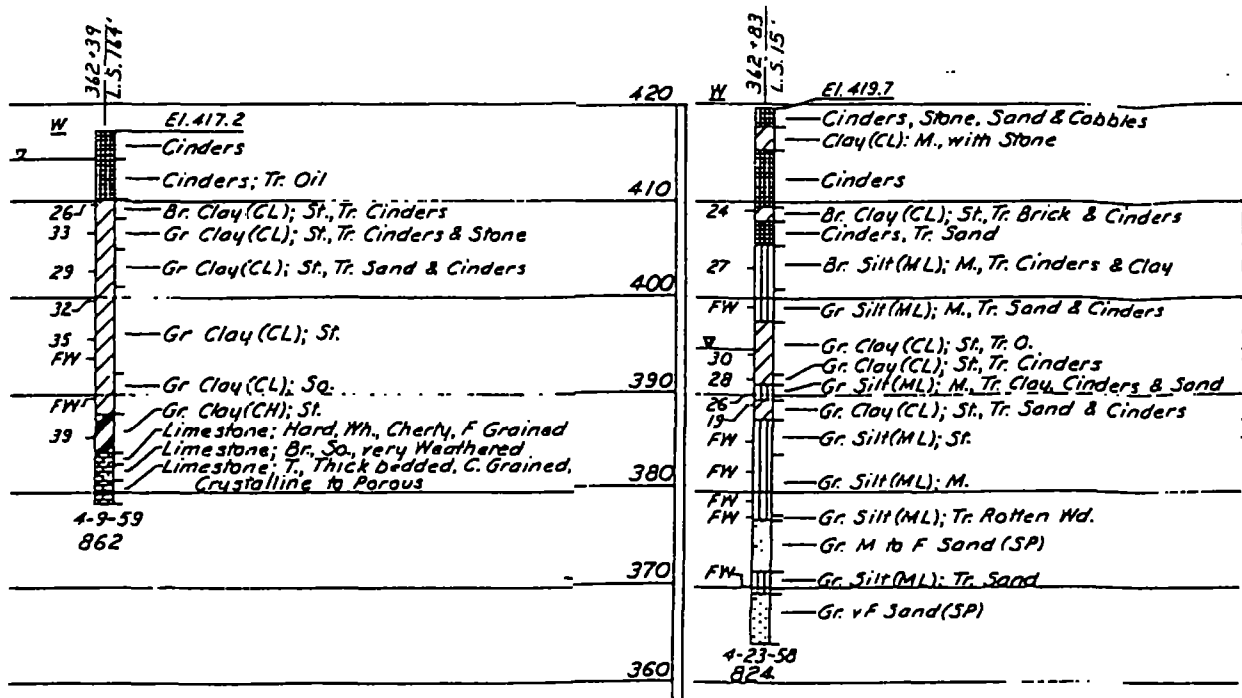 362+39
L.S. 164'
W
El. 417.2
Cinders
Cinders; Tr. Oil
26
Br. Clay (CL); St., Tr. Cinders
33
Gr. Clay (CL); St., Tr. Cinders & Stone
29
Gr. Clay (CL); St., Tr. Sand & Cinders
32
35
Gr. Clay (CL); St.
FW
Gr. Clay (CL); So.
FW
Gr. Clay (CH); St.
39
Limestone; Hard, Wh., Cherty, F Grained
Limestone; Br., So., very Weathered
Limestone; T., Thick bedded, C. Grained,
Crystalline to Porous
4-9-59
862
420
410
400
390
380
370
360
362+83
L.S. 15'
W
El. 419.7
Cinders, Stone, Sand & Cobbles
Clay (CL): M., with Stone
Cinders
24
Br. Clay (CL); St., Tr. Brick & Cinders
Cinders, Tr. Sand
27
Br. Silt (ML); M., Tr. Cinders & Clay
FW
Gr. Silt (ML); M., Tr. Sand & Cinders
Gr. Clay (CL); St., Tr. O.
30
Gr. Clay (CL); St., Tr. Cinders
28
Gr. Silt (ML); M., Tr. Clay, Cinders & Sand
26
Gr. Clay (CL); St., Tr. Sand & Cinders
19
FW
Gr. Silt (ML); St.
FW
Gr. Silt (ML); M.
FW
FW
Gr. Silt (ML); Tr. Rotten Wd.
Gr. M to F Sand (SP)
FW
Gr. Silt (ML); Tr. Sand
Gr. vF Sand (SP)
4-23-58
824